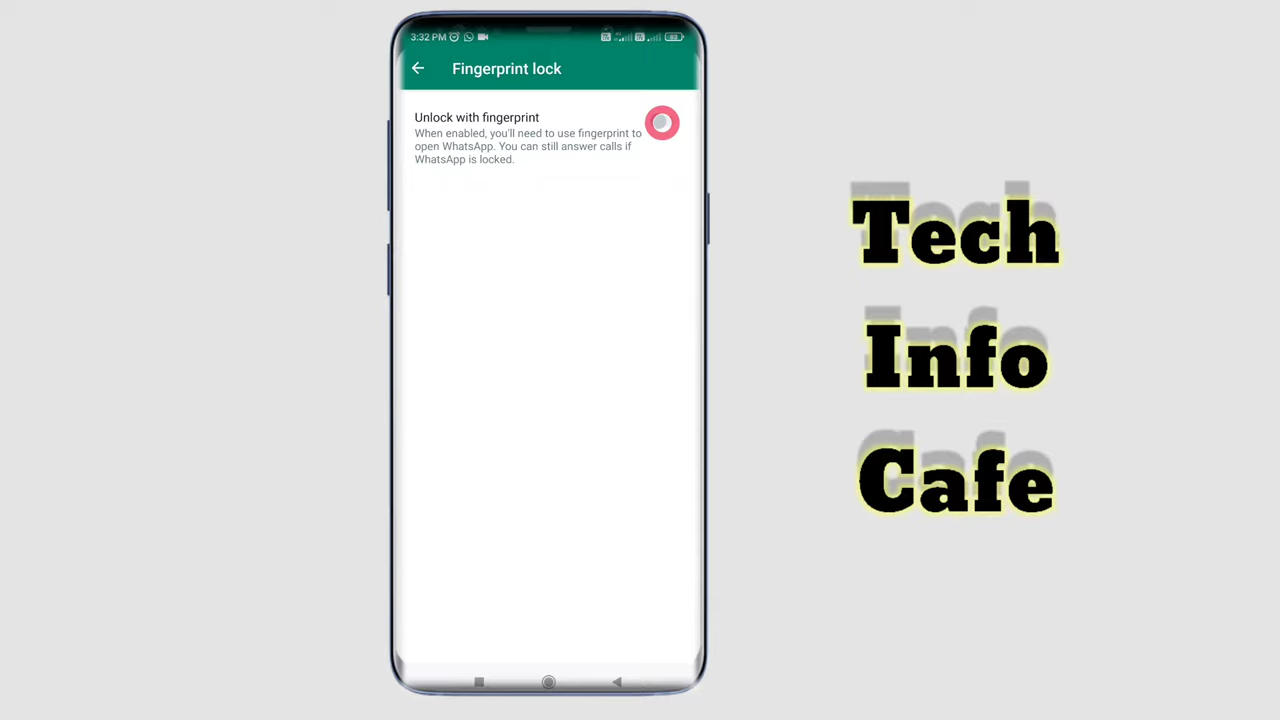 3:32 PM
Fingerprint lock
Unlock with fingerprint
When enabled, you'll need to use fingerprint to
open WhatsApp. You can still answer calls if
WhatsApp is locked.
Tech
Info
Cafe